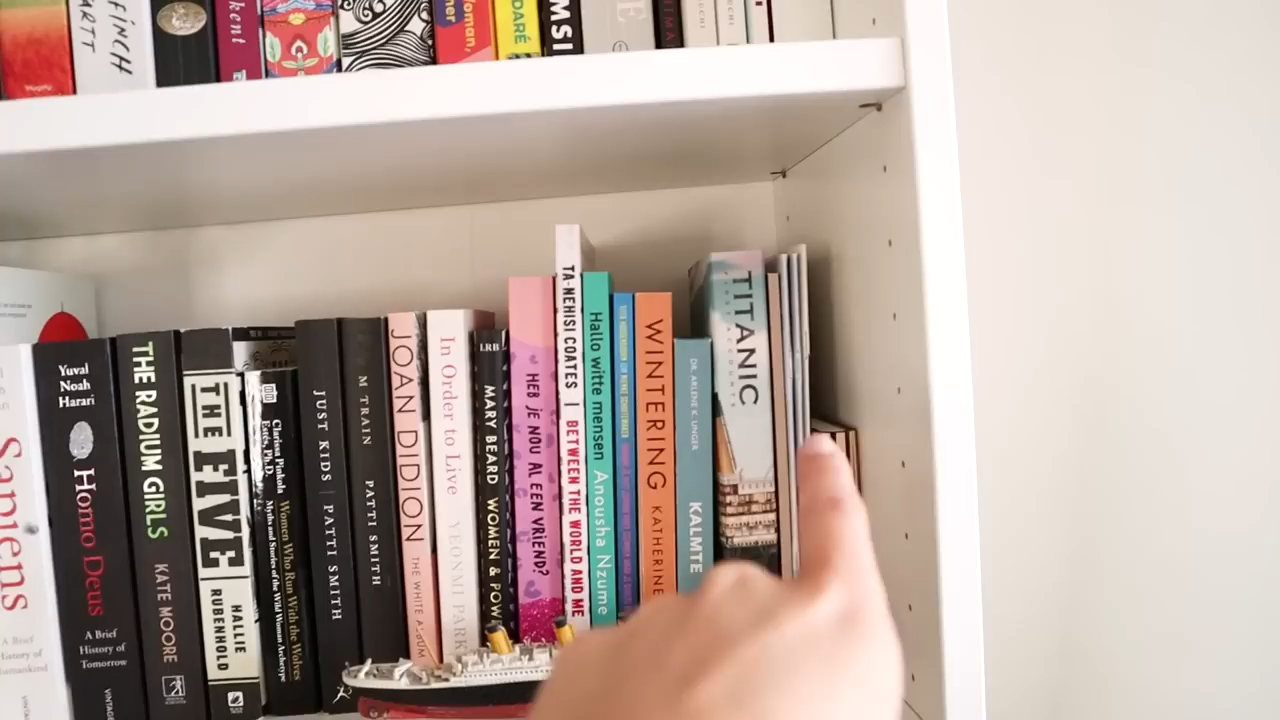 FINCH
kent
DARÉ
MSI
Sapiens
A Brief
History of
Yuval
Noah
Harari
Homo Deus
A Brief
History of
Tomorrow
THE RADIUM GIRLS
KATE MOORE
THE FIVE
HALLIE
RUBENHOLD
Clarissa Pinkola
Estés, Ph.D.
Women Who Run With the Wolves
Myths and Stories of the Wild Woman Archetype
JUST KIDS | PATTI SMITH
M TRAIN PATTI SMITH
JOAN DIDION THE WHITE ALBUM
In Order to Live YEONMI PARK
LRB
MARY BEARD WOMEN & POW
HEB JE NOU AL EEN VRIEND?
TA-NEHISI COATES | BETWEEN THE WORLD AND ME
Hallo witte mensen Anousha Nzume
WINTERING KATHERINE
DR. ARLENE K. UNGER
KALMTE
TITANIC